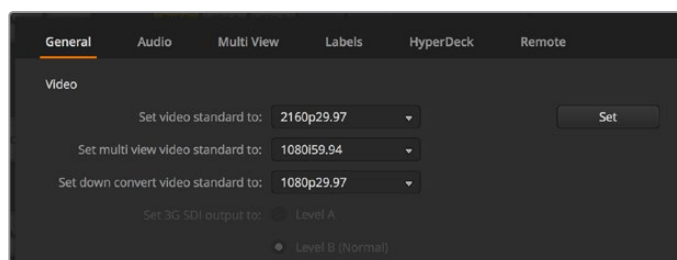 General Audio Multi View Labels HyperDeck Remote
Video
Set video standard to: 2160p29.97 Set
Set multi view video standard to: 1080i59.94
Set down convert video standard to: 1080p29.97
Set 3G SDI output to: Level A
Level B (Normal)